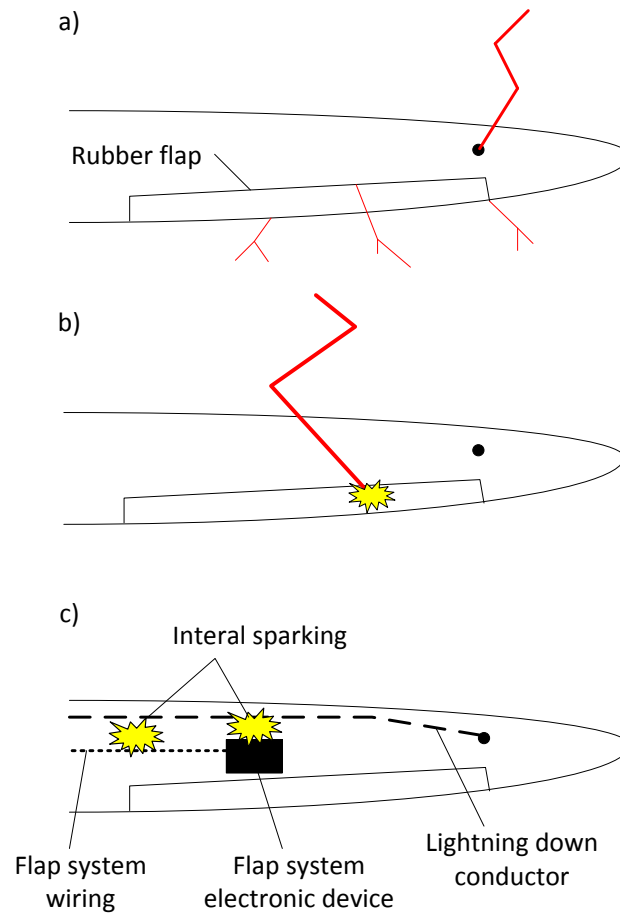 a)
Rubber flap
b)
c)
Interal sparking
Flap system
wiring
Flap system
electronic device
Lightning down
conductor